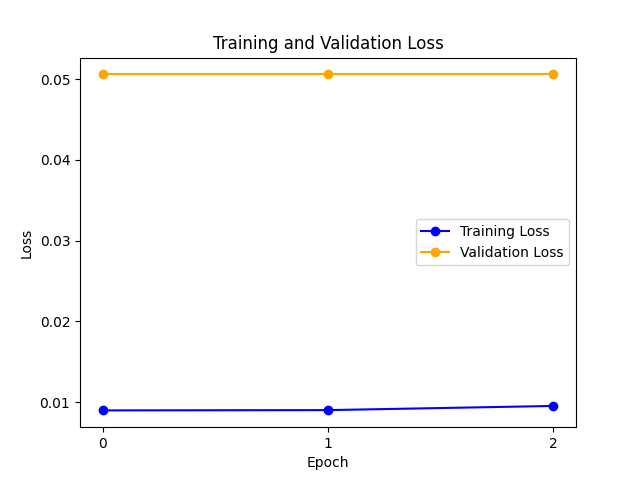 Training and Validation Loss
0.05
0.04
0.03
0.02
0.01
Loss
Training Loss
Validation Loss
0 1 2
Epoch